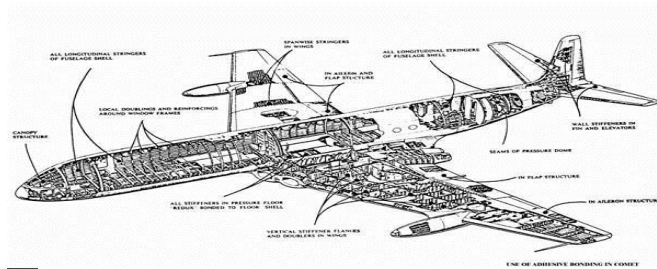 SPANWISE STRINGERS
IN WINGS
ALL LONGITUDINAL STRINGERS
OF FUSELAGE SHELL
ALL LONGITUDINAL STRINGERS
OF FUSELAGE SHELL
IN AILERON AND
FLAP STUCTURE
LOCAL DOUBLINGS AND REINFORCINGS
AROUND WINDOW FRAMES
CANOPY
STRUCTURE
WALL STIFFENERS IN
FIN AND ELEVATORS
SEAMS OF PRESSURE DOME
IN FLAP STRUCTURE
IN AILERON STRUCTUR
ALL STIFFENERS IN PRESSURE FLOOR
"REDUX" BONDED TO FLOOR SHELL
VERTICAL STIFFENER FLANGES
AND DOUBLERS IN WINGS
USE OF ADHESIVE BONDING IN COMET